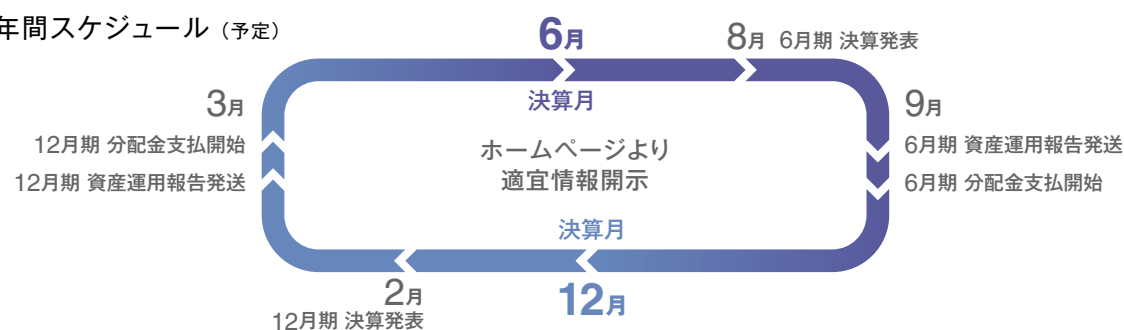 年間スケジュール（予定）
6月
決算月
8月 6月期 決算発表
9月
6月期 資産運用報告発送
6月期 分配金支払開始
12月
決算月
2月
12月期 決算発表
3月
12月期 分配金支払開始
12月期 資産運用報告発送
ホームページより
適宜情報開示